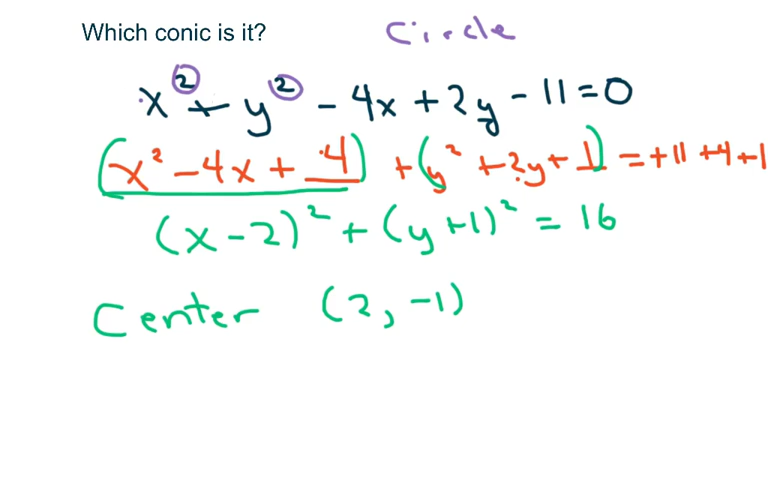 Which conic is it? Circle
x² + y² - 4x + 2y - 11 = 0
(x² - 4x + 4) + (y² + 2y + 1) = +11 +4 +1
(x - 2)² + (y + 1)² = 16
Center (2, -1)